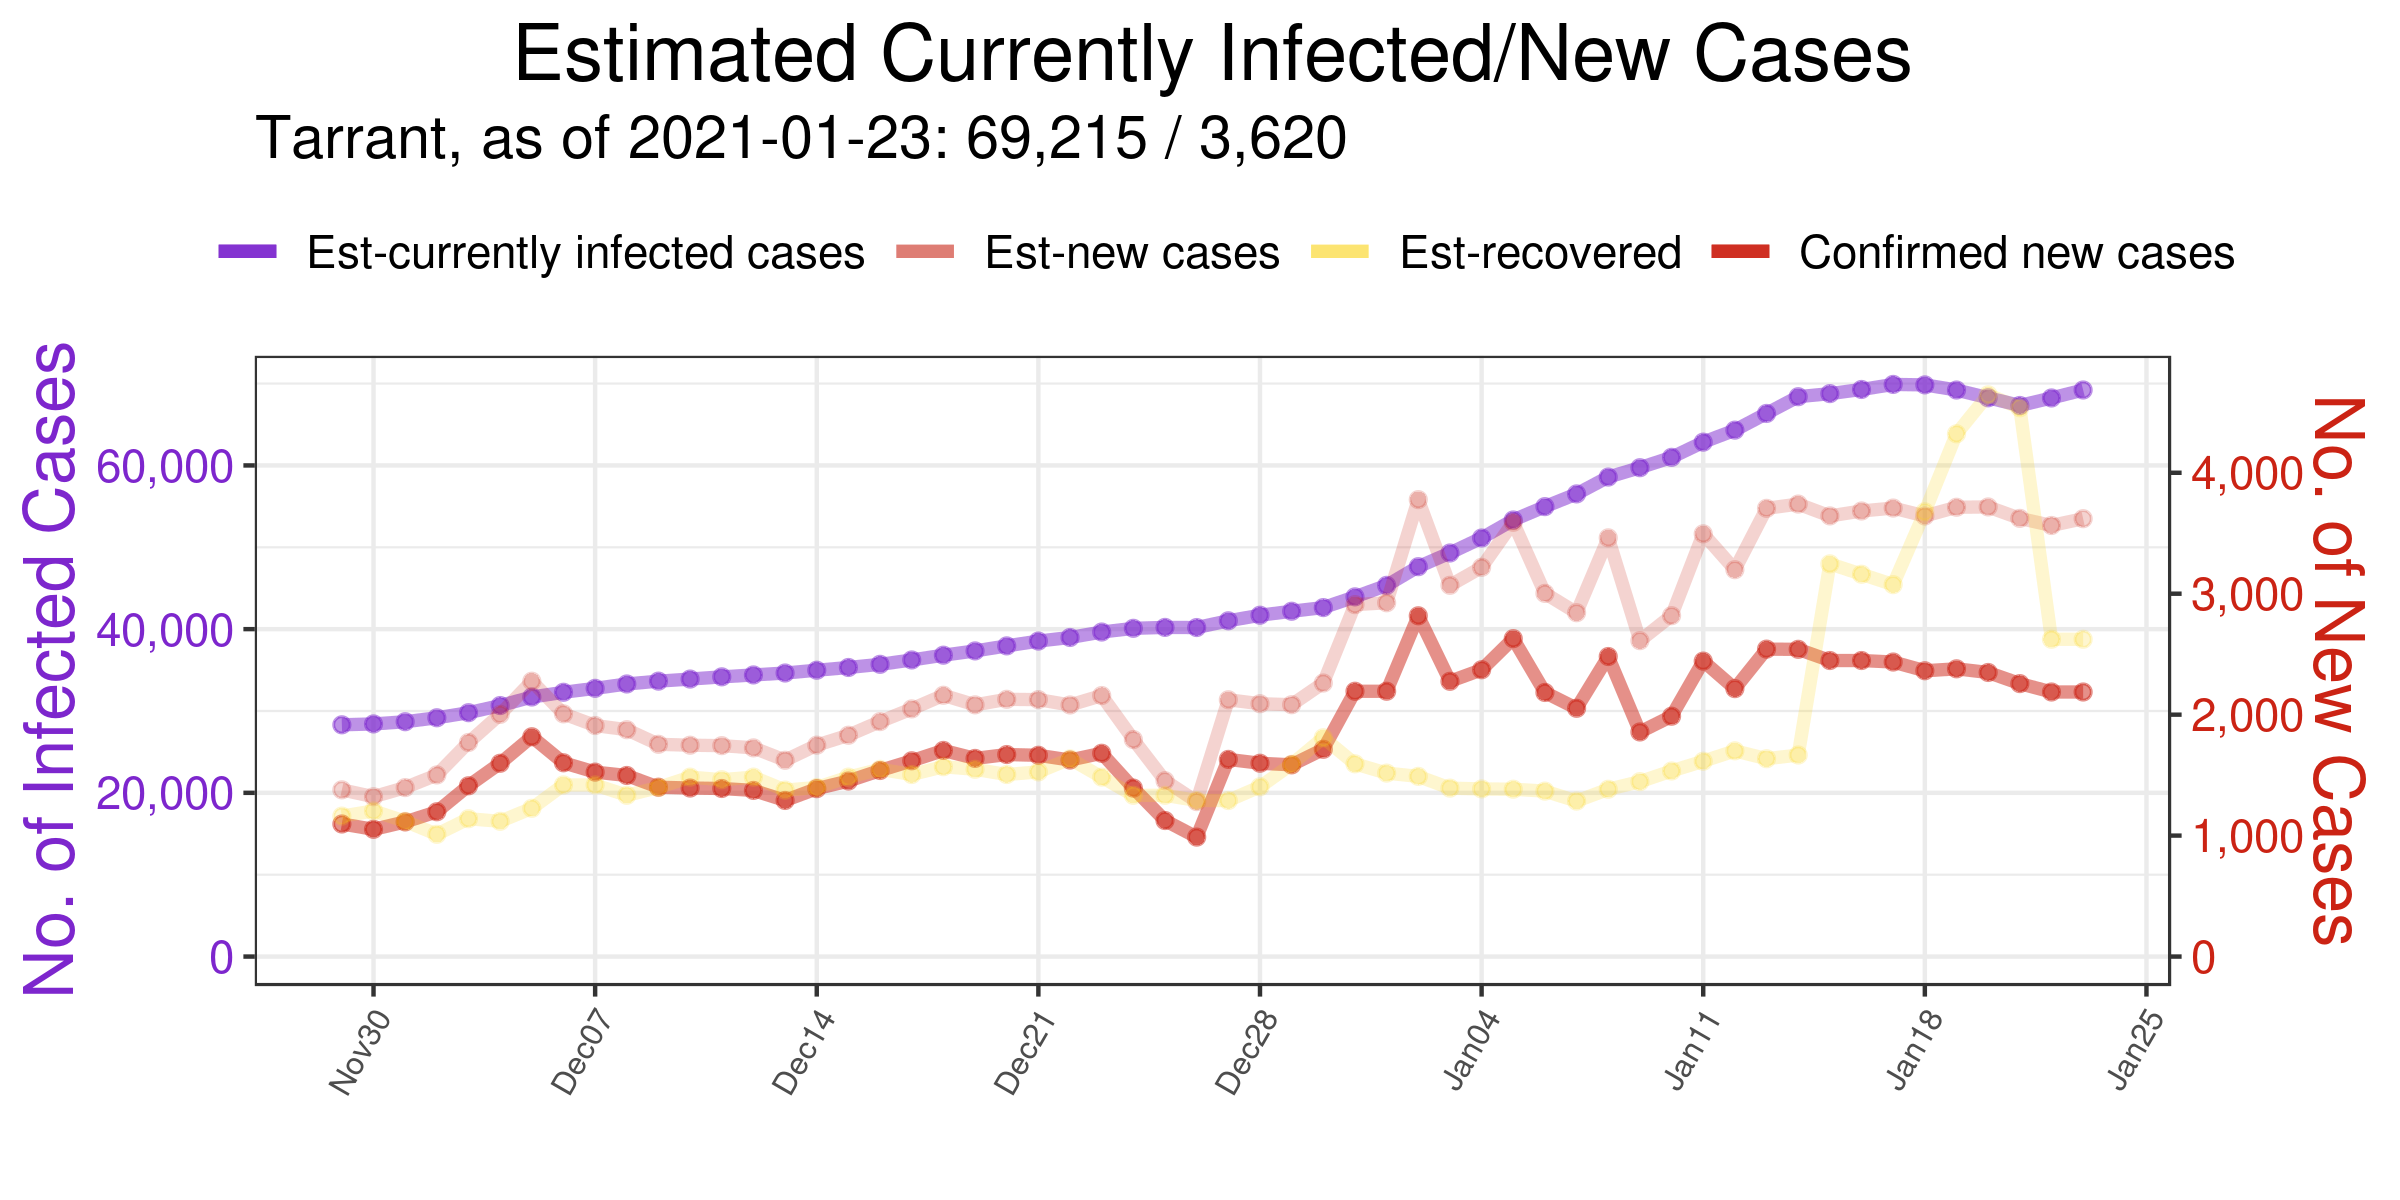 Estimated Currently Infected/New Cases
Tarrant, as of 2021-01-23: 69,215 / 3,620
Est-currently infected cases Est-new cases Est-recovered Confirmed new cases
No. of Infected Cases
60,000
40,000
20,000
0
4,000
3,000
2,000
1,000
0
No. of New Cases
Nov30 Dec07 Dec14 Dec21 Dec28 Jan04 Jan11 Jan18 Jan25